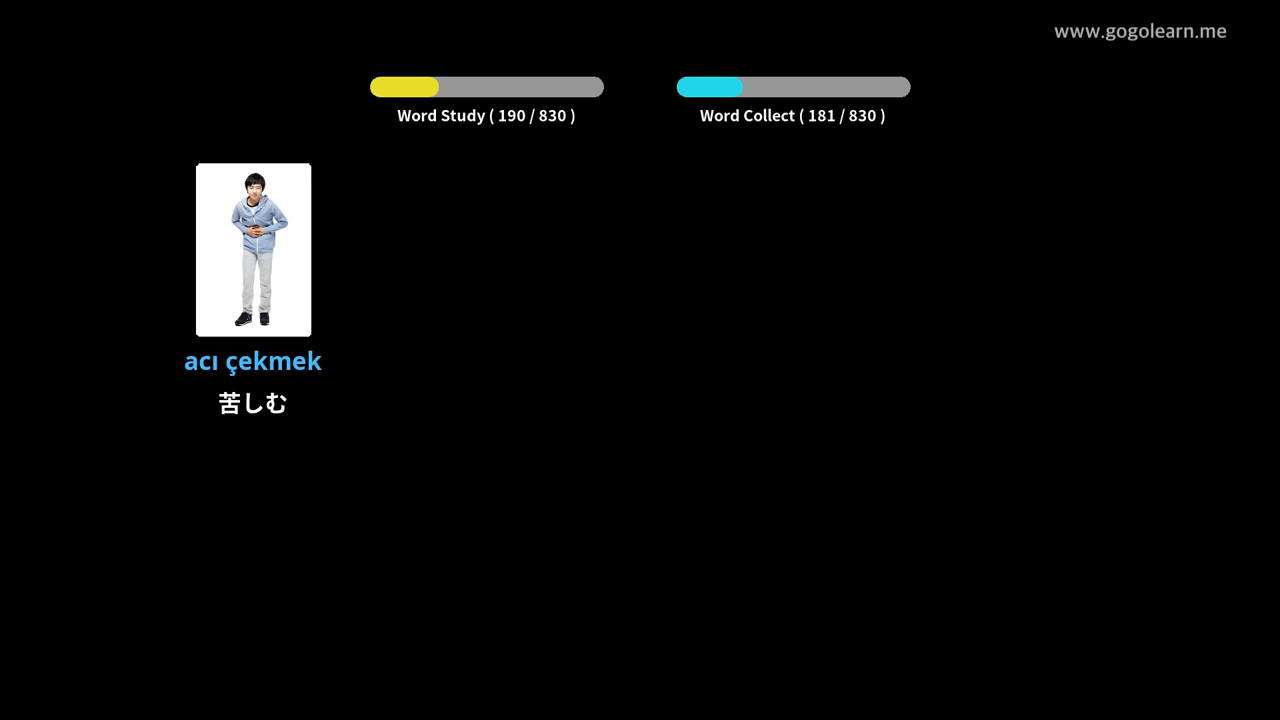 www.gogolearn.me
Word Study ( 190 / 830 )
Word Collect ( 181 / 830 )
acı çekmek
苦しむ